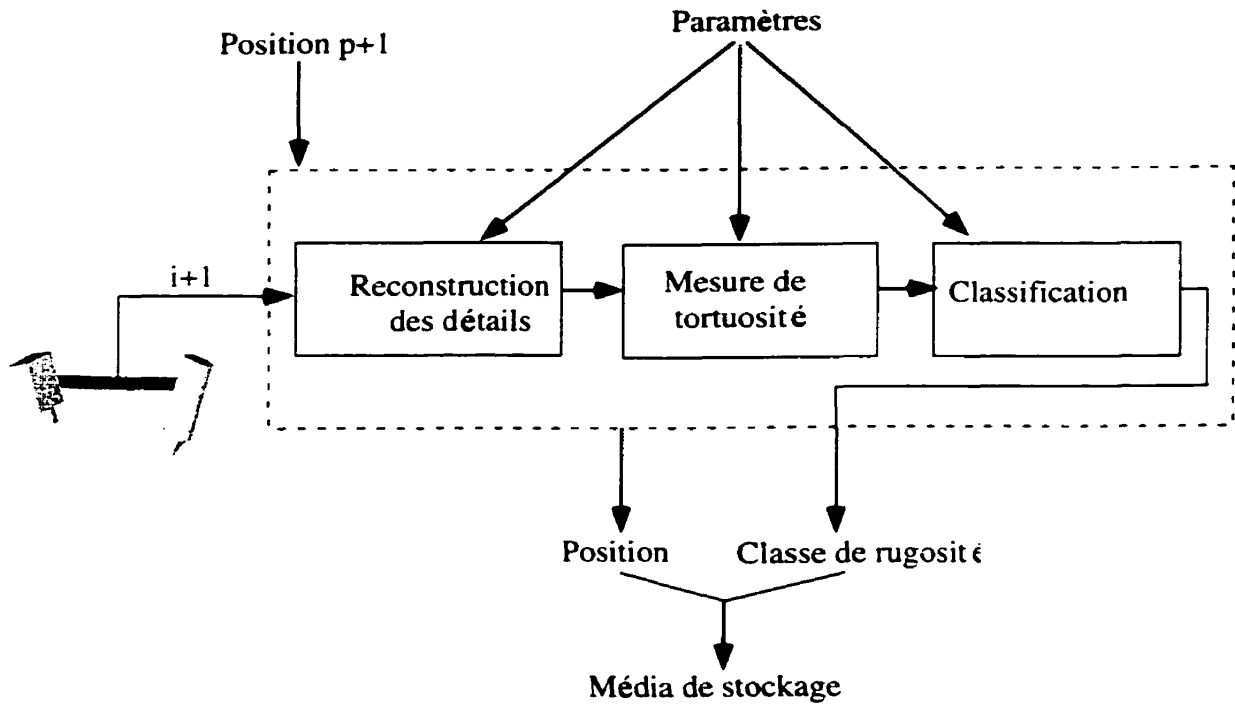 Paramètres
Position p+1
i+1
Reconstruction
des détails
Mesure de
tortuosité
Classification
Position
Classe de rugosité
Média de stockage